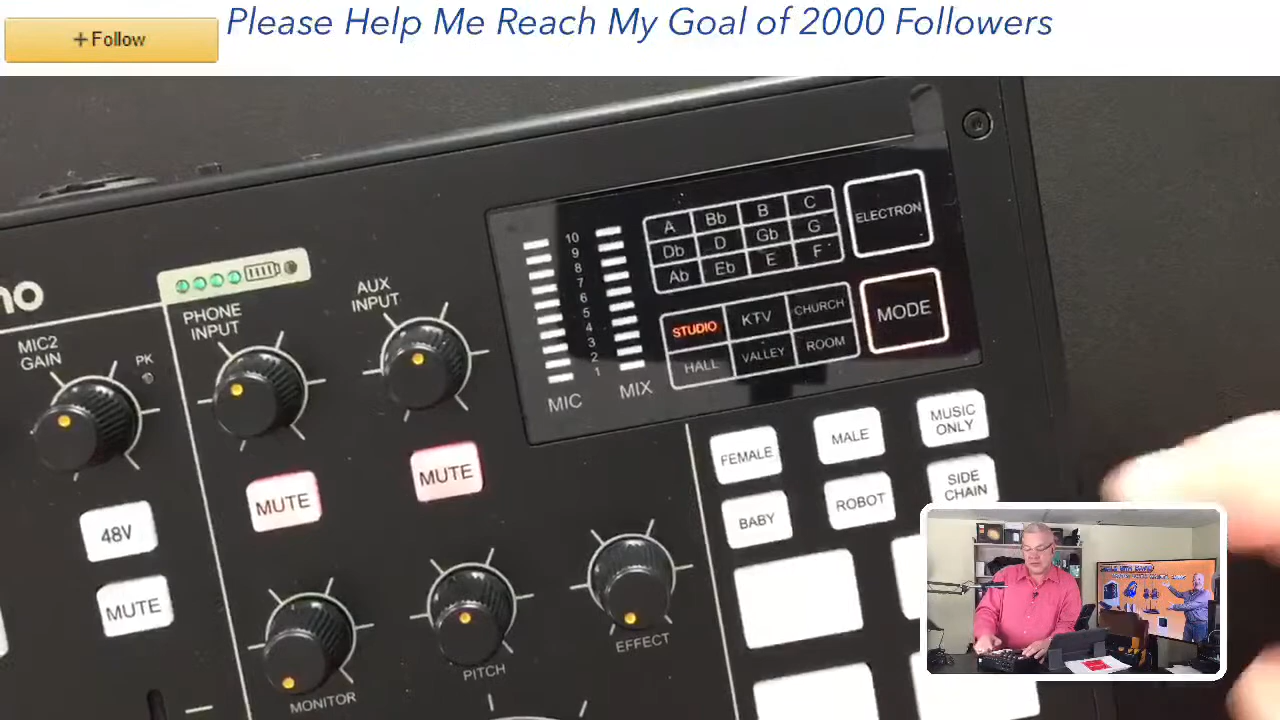 +Follow
Please Help Me Reach My Goal of 2000 Followers
no
MIC2
GAIN
PK
PHONE
INPUT
AUX
INPUT
10
9
8
7
6
5
4
3
2
1
MIC
MIX
A Bb B C
Db D Gb G
Ab Eb E F
ELECTRON
STUDIO KTV CHURCH
HALL VALLEY ROOM
MODE
48V
MUTE
MUTE
MUTE
MONITOR
PITCH
EFFECT
FEMALE
MALE
MUSIC
ONLY
BABY
ROBOT
SIDE
CHAIN